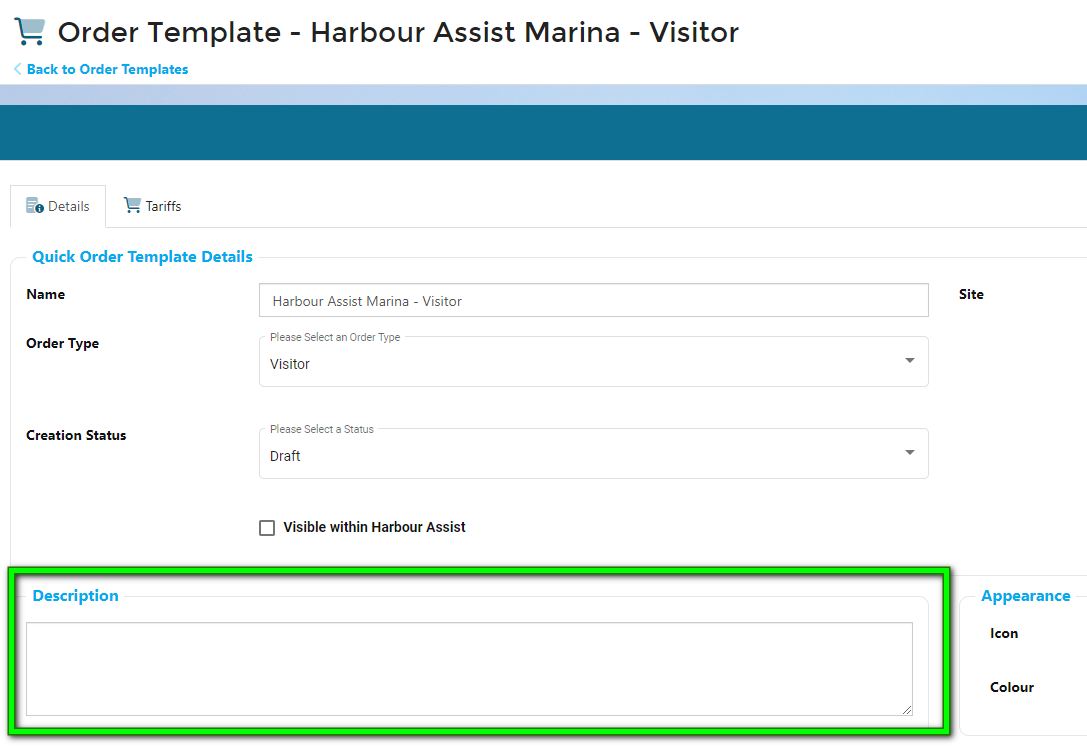 Order Template - Harbour Assist Marina - Visitor
Back to Order Templates
Details
Tariffs
Quick Order Template Details
Name
Harbour Assist Marina - Visitor
Site
Order Type
Please Select an Order Type
Visitor
Creation Status
Please Select a Status
Draft
Visible within Harbour Assist
Description
Appearance
Icon
Colour